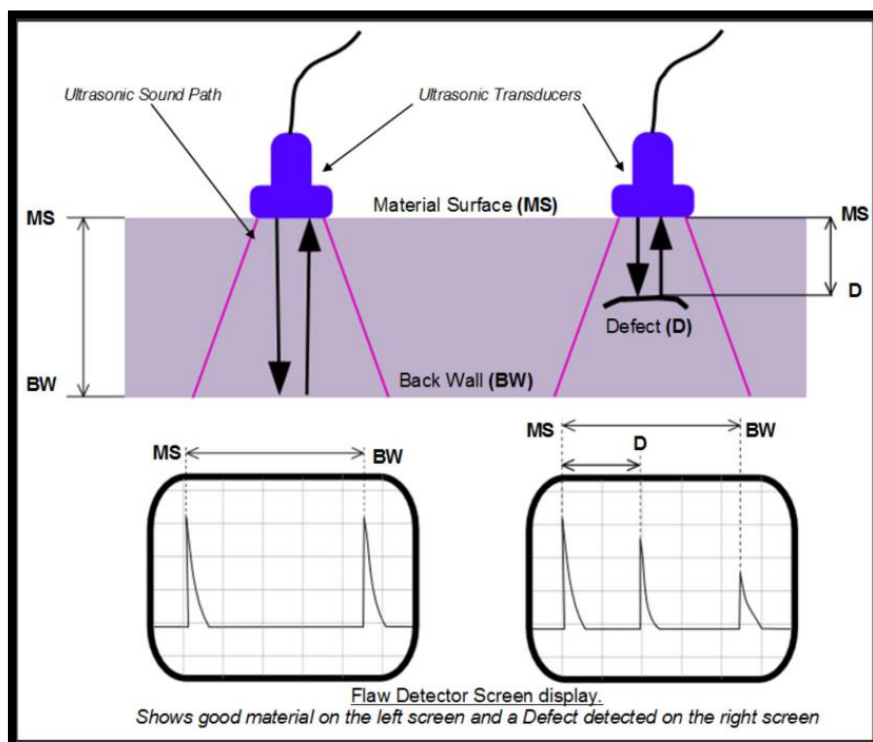 Ultrasonic Sound Path
Ultrasonic Transducers
MS
Material Surface (MS)
MS
D
Defect (D)
BW
Back Wall (BW)
MS
BW
MS
BW
D
Flaw Detector Screen display.
Shows good material on the left screen and a Defect detected on the right screen